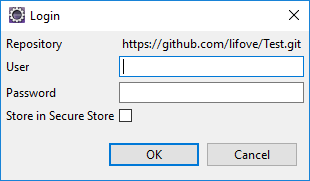 Login
Repository https://github.com/lifove/Test.git
User
Password
Store in Secure Store
OK Cancel